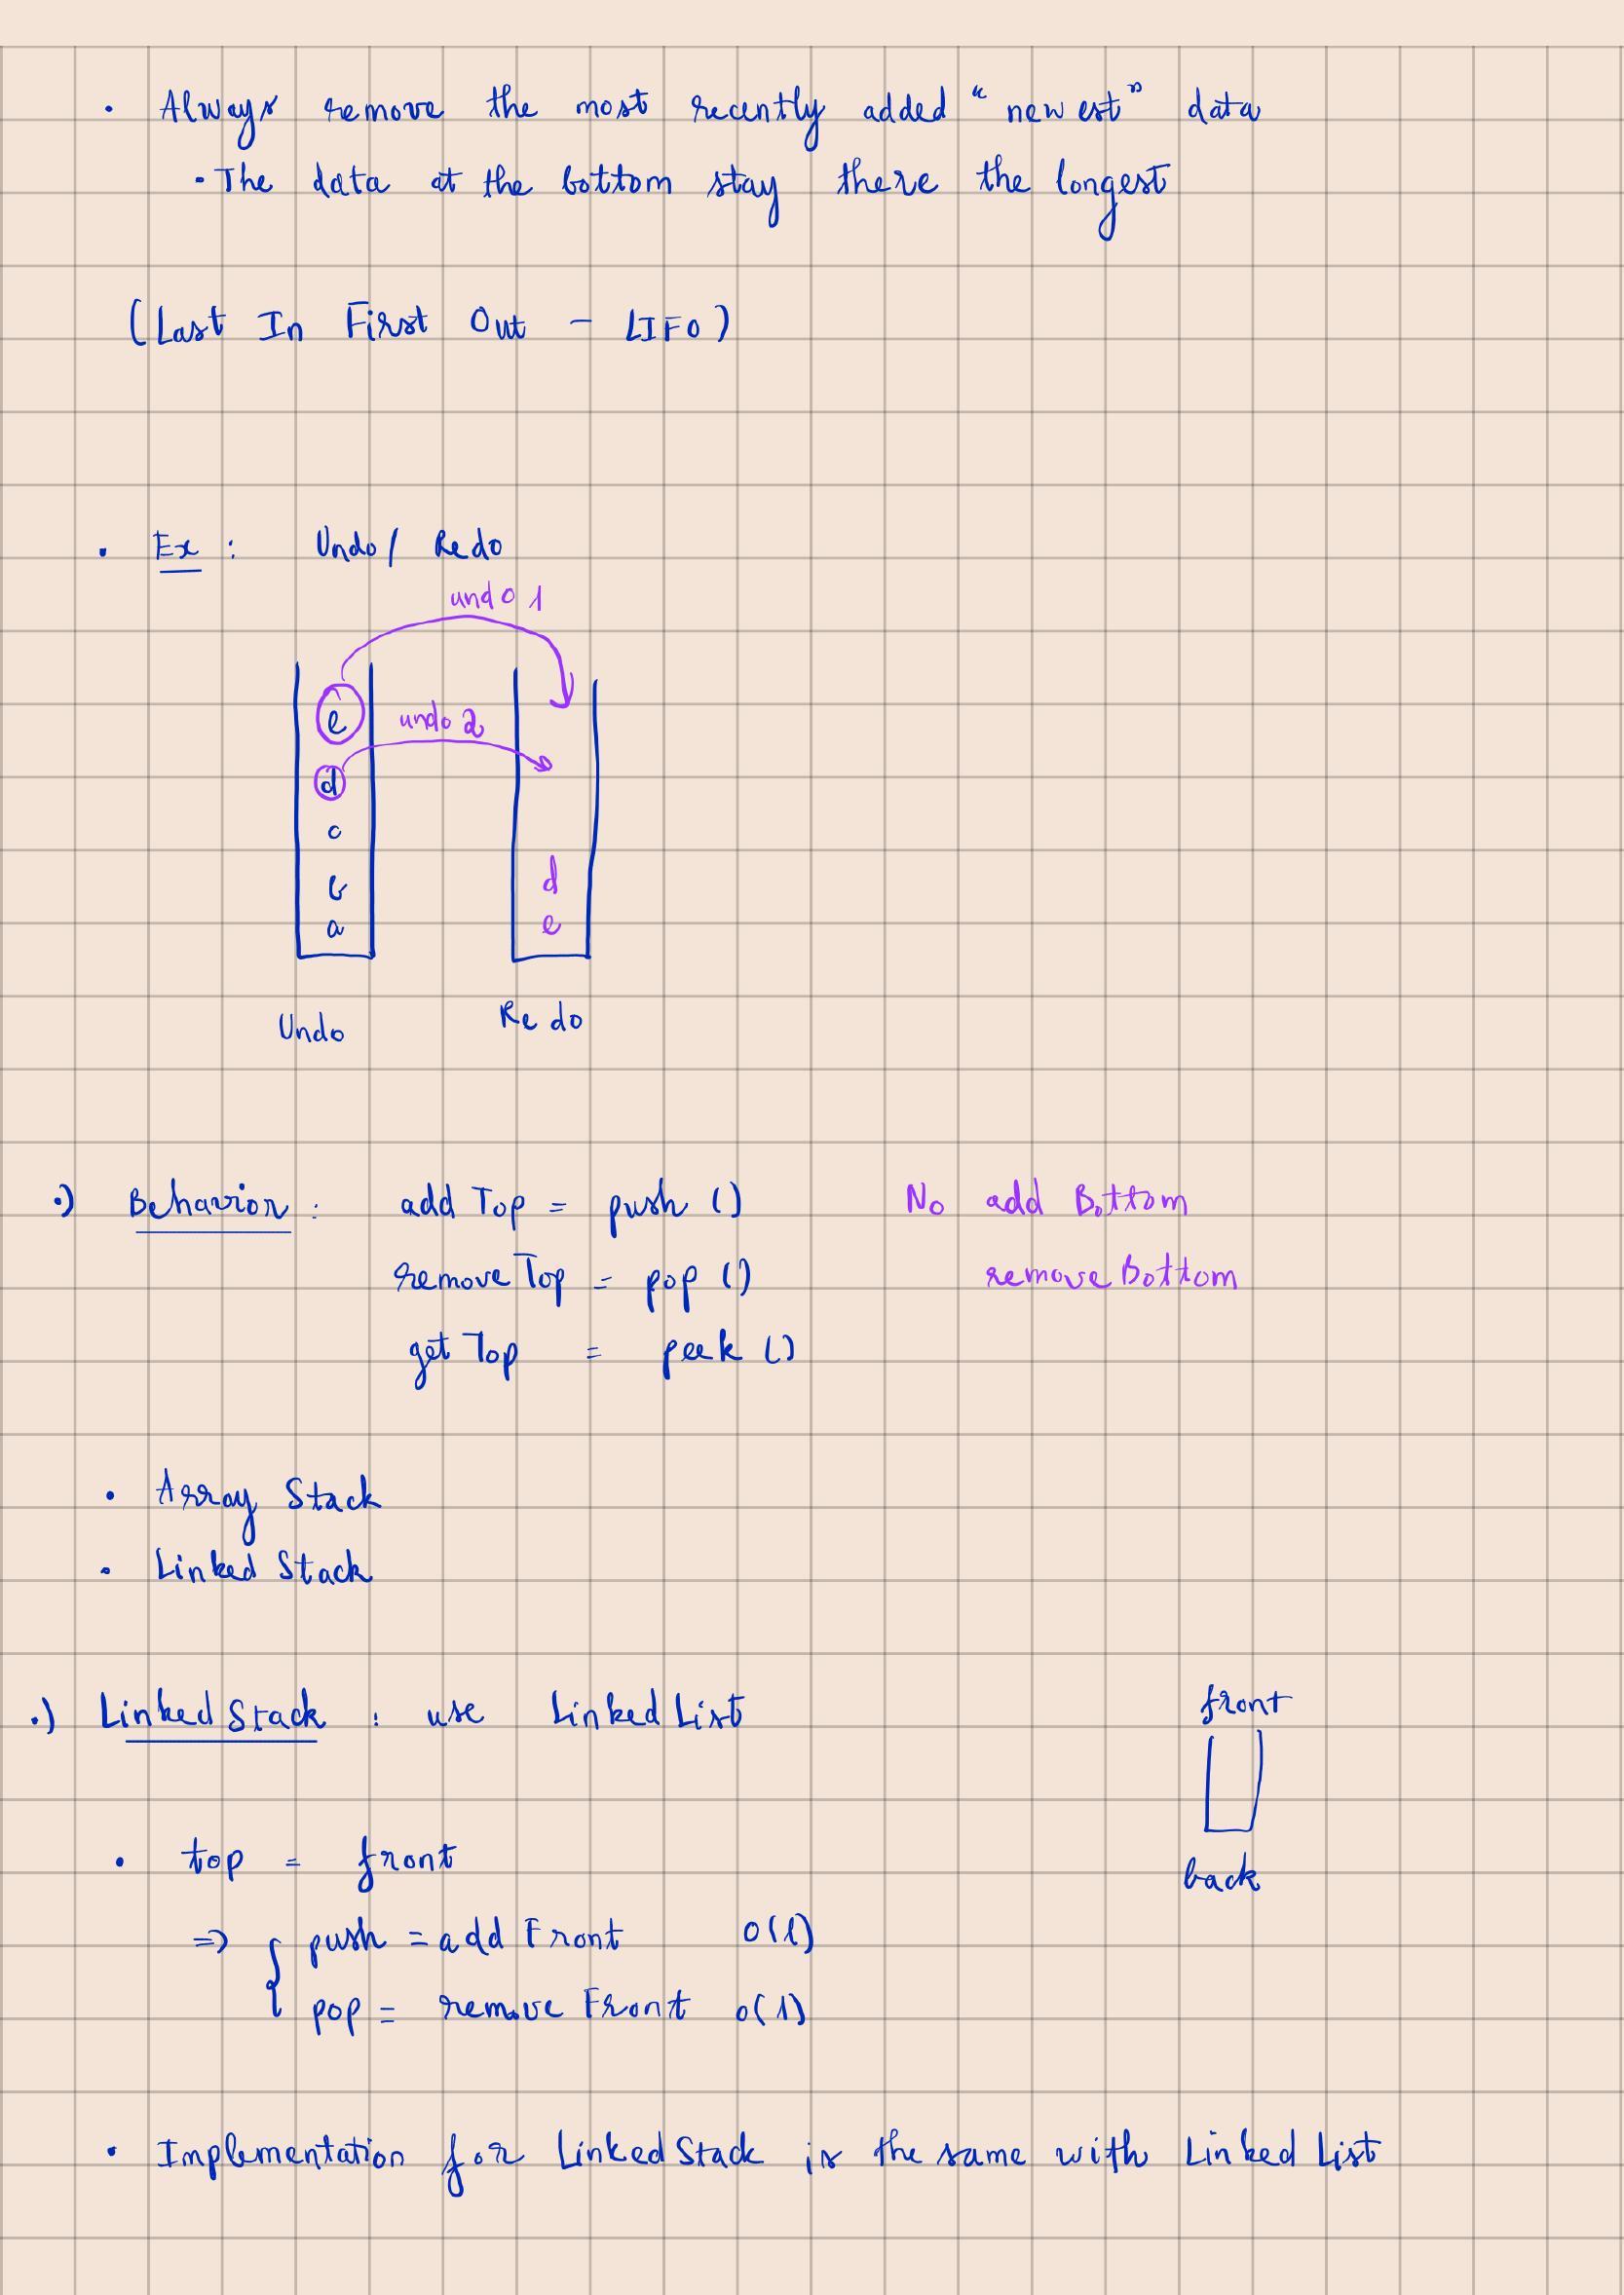 • Always remove the most recently added "newest" data
• The data at the bottom stay there the longest
(Last In First Out - LIFO)
• Ex : Undo / Redo
undo 1
e
undo 2
d
c
b
a
d
e
Undo
Redo
•) Behavior : add Top = push () No add Bottom
remove Top = pop () remove Bottom
get Top = peek ()
• Array Stack
• Linked Stack
•) Linked Stack : use Linked List
front
back
• top = front
=> { push = add Front O(1)
pop = remove Front O(1)
• Implementation for Linked Stack is the same with Linked List